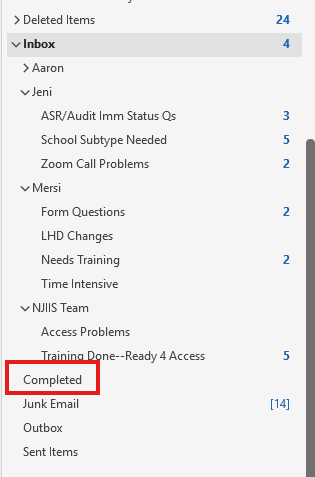 Deleted Items 24
Inbox 4
Aaron
Jeni
ASR/Audit Imm Status Qs 3
School Subtype Needed 5
Zoom Call Problems 2
Mersi
Form Questions 2
LHD Changes
Needs Training 2
Time Intensive
NJIIS Team
Access Problems
Training Done--Ready 4 Access 5
Completed
Junk Email [14]
Outbox
Sent Items